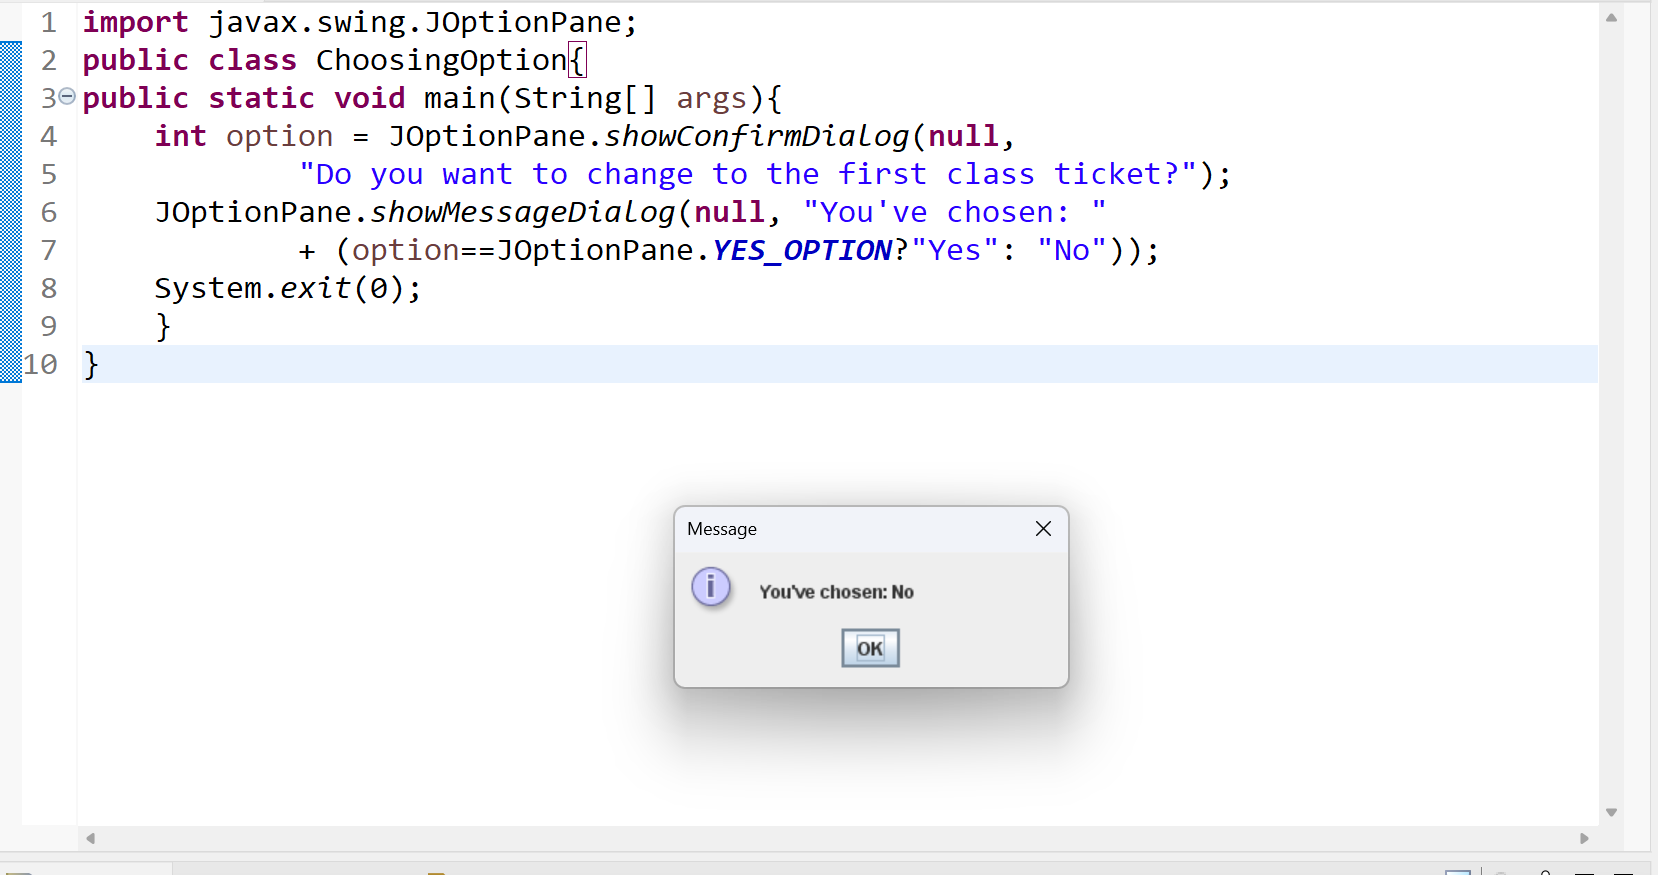 1 import javax.swing.JOptionPane;
2 public class ChoosingOption{
3 public static void main(String[] args){
4 int option = JOptionPane.showConfirmDialog(null,
5 "Do you want to change to the first class ticket?");
6 JOptionPane.showMessageDialog(null, "You've chosen: "
7 + (option==JOptionPane.YES_OPTION?"Yes": "No"));
8 System.exit(0);
9 }
10 }
Message
You've chosen: No
OK